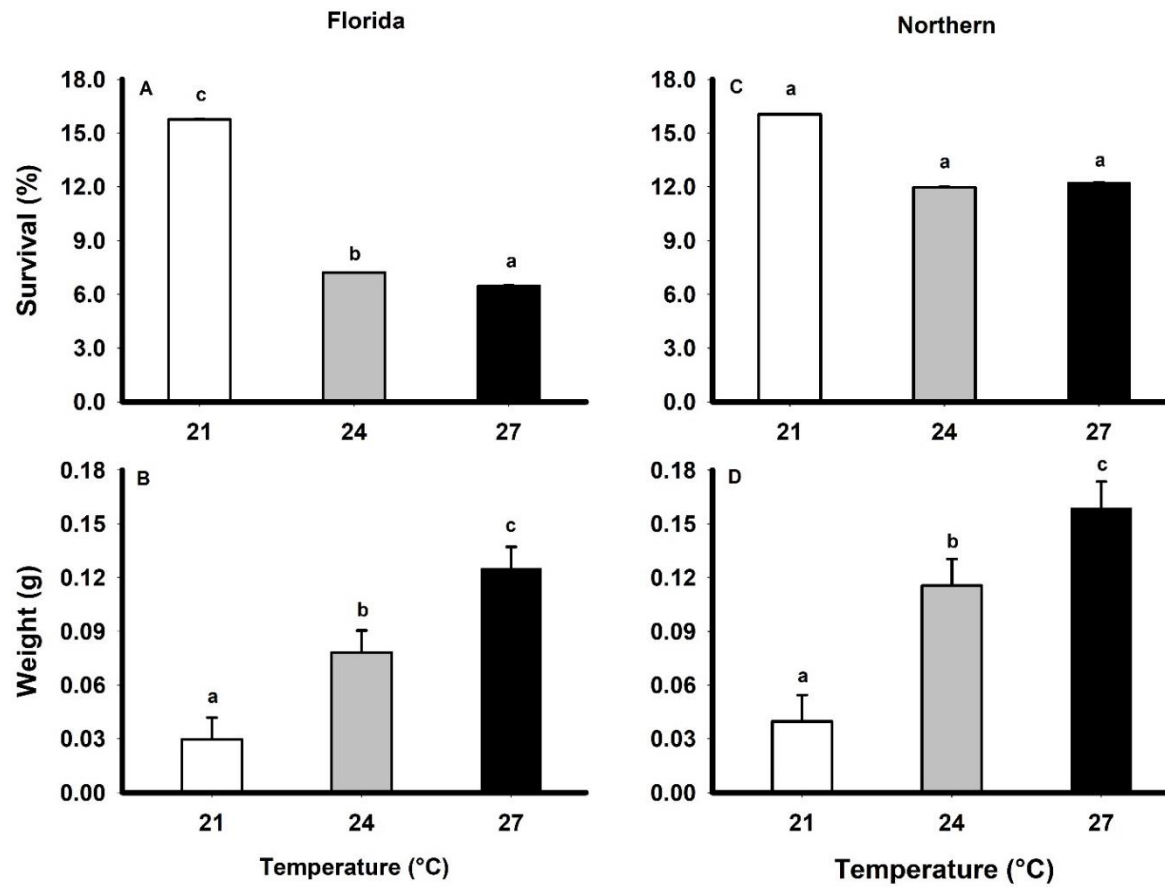 Florida
Northern
Survival (%)
18.0
15.0
12.0
9.0
6.0
3.0
0.0
A
c
b
a
21
24
27
18.0
15.0
12.0
9.0
6.0
3.0
0.0
C
a
a
a
21
24
27
Weight (g)
0.18
0.15
0.12
0.09
0.06
0.03
0.00
B
a
b
c
21
24
27
Temperature (°C)
0.18
0.15
0.12
0.09
0.06
0.03
0.00
D
a
b
c
21
24
27
Temperature (°C)